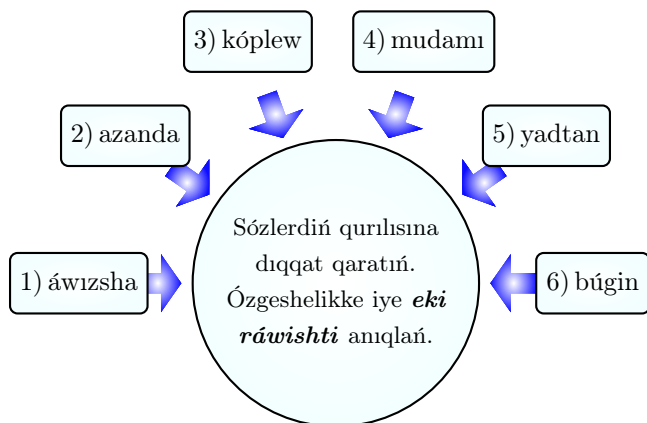 3) kóplew
4) mudamı
2) azanda
5) yadtan
1) áwızsha
6) búgin
Sózlerdiń qurılısına
dıqqat qaratıń.
Ózgeshelikke iye eki
ráwishti anıqlań.